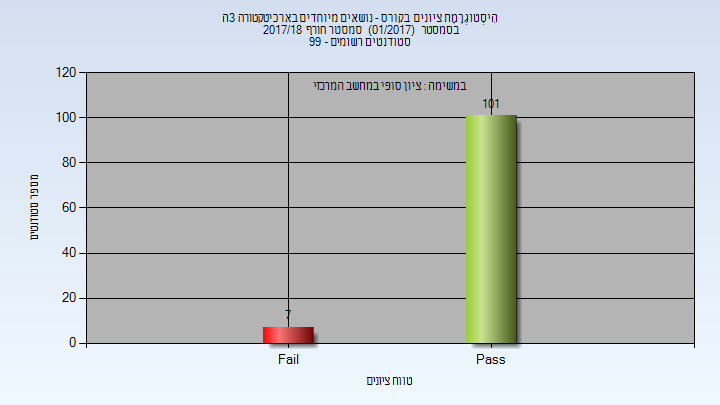 היסטוגרמת ציונים בקורס - נושאים מיוחדים בארכיטקטורה 3ה
בסמסטר (01/2017) סמסטר חורף 2017/18
סטודנטים רשומים - 99
במשימה : ציון סופי במחשב המרכזי
מספר סטודנטים
120
100
80
60
40
20
0
101
7
Fail
Pass
טווח ציונים